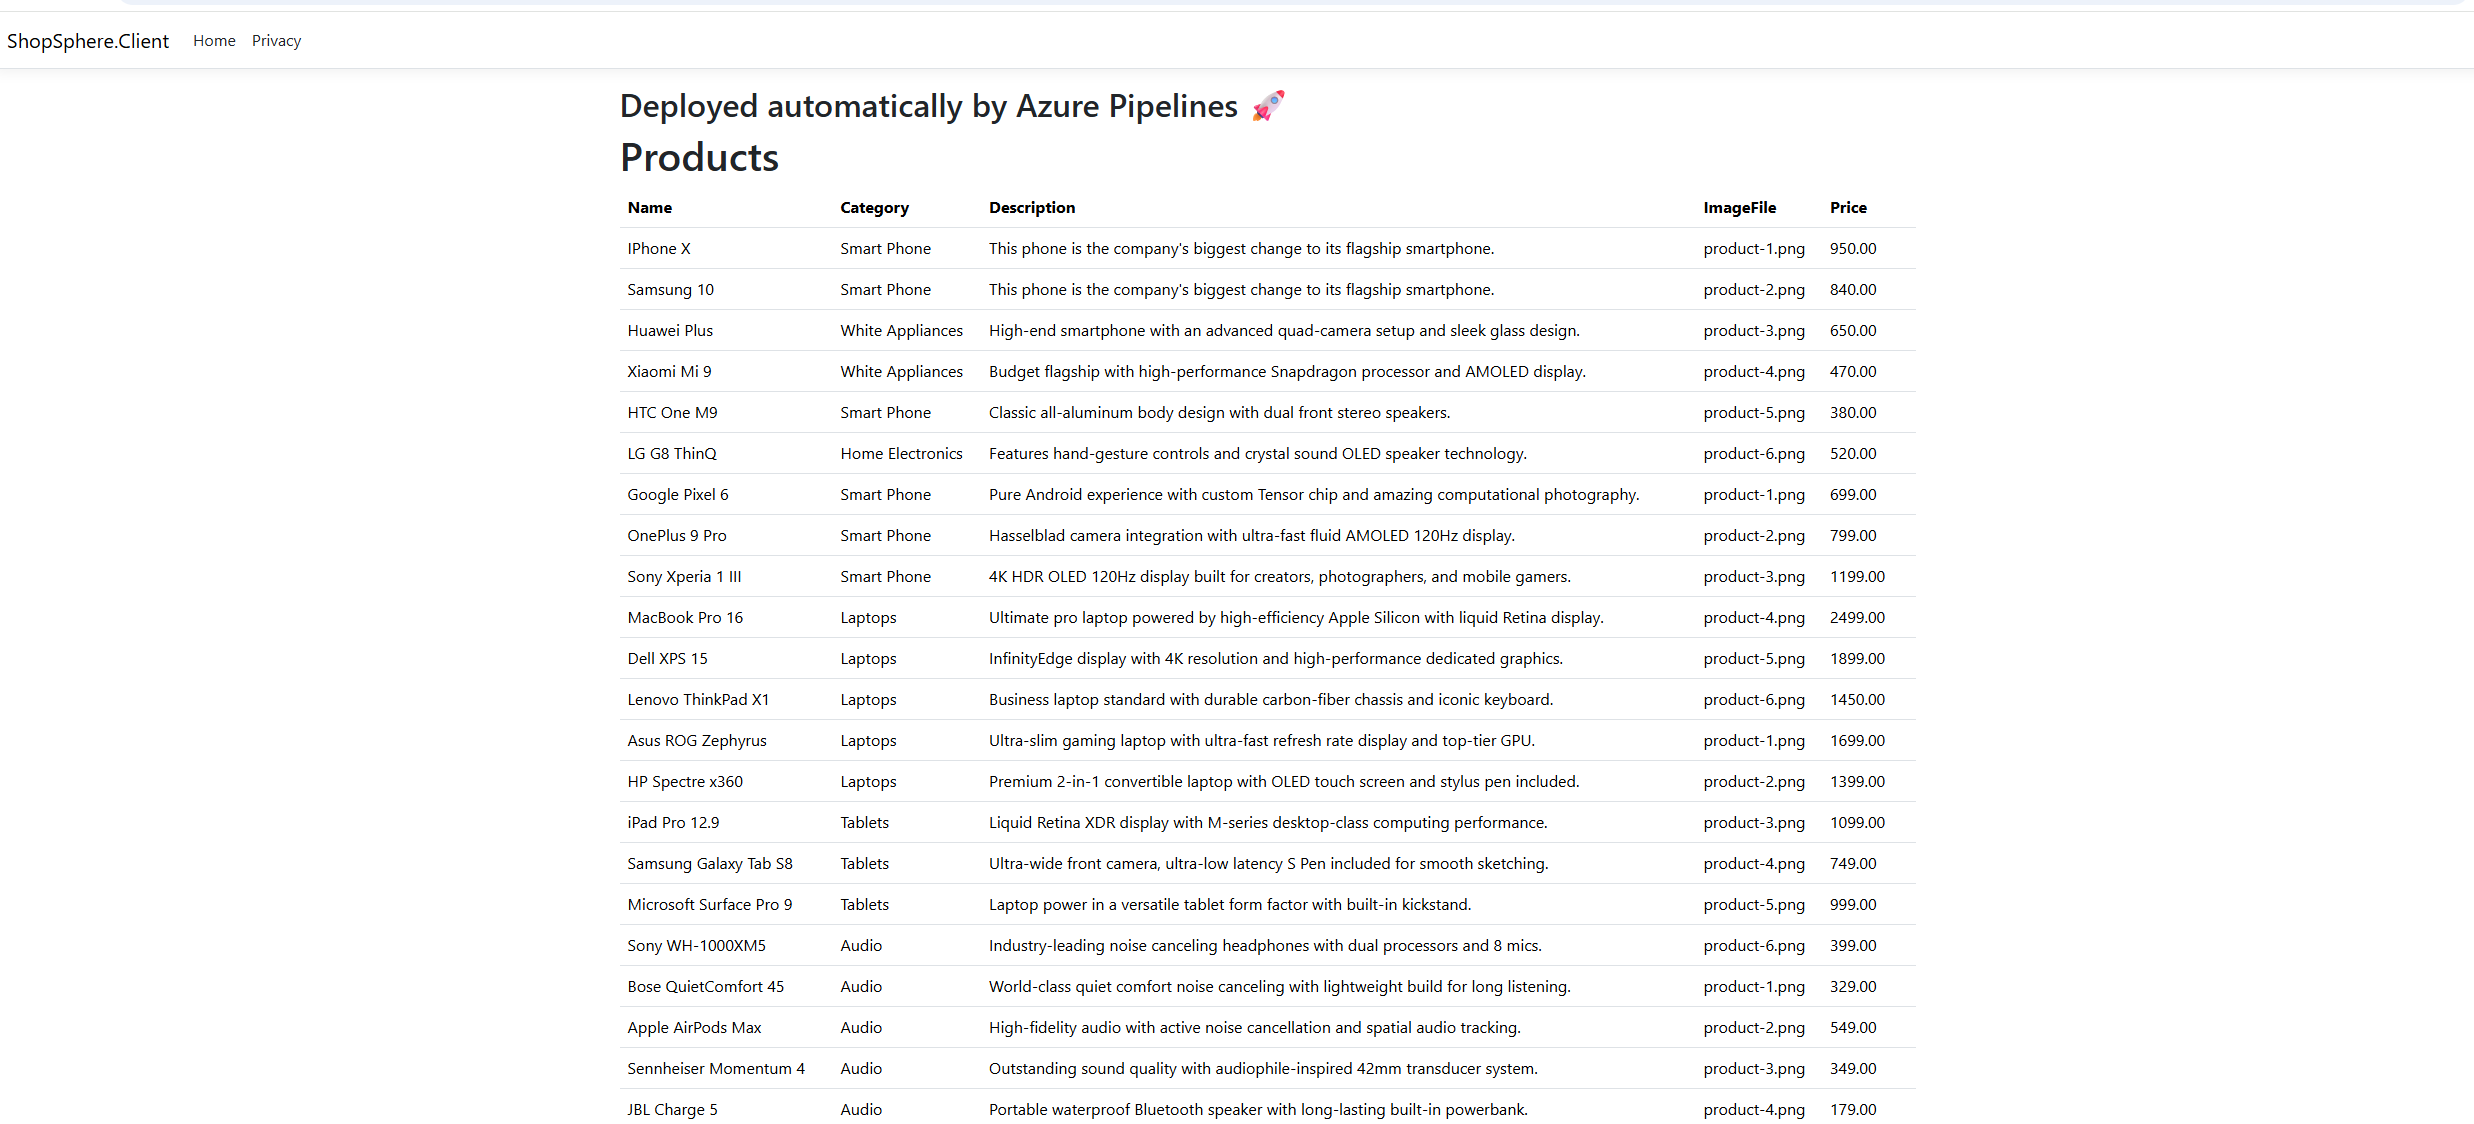 ShopSphere.Client Home Privacy
Deployed automatically by Azure Pipelines 🚀
Products
Name Category Description ImageFile Price
IPhone X Smart Phone This phone is the company's biggest change to its flagship smartphone. product-1.png 950.00
Samsung 10 Smart Phone This phone is the company's biggest change to its flagship smartphone. product-2.png 840.00
Huawei Plus White Appliances High-end smartphone with an advanced quad-camera setup and sleek glass design. product-3.png 650.00
Xiaomi Mi 9 White Appliances Budget flagship with high-performance Snapdragon processor and AMOLED display. product-4.png 470.00
HTC One M9 Smart Phone Classic all-aluminum body design with dual front stereo speakers. product-5.png 380.00
LG G8 ThinQ Home Electronics Features hand-gesture controls and crystal sound OLED speaker technology. product-6.png 520.00
Google Pixel 6 Smart Phone Pure Android experience with custom Tensor chip and amazing computational photography. product-1.png 699.00
OnePlus 9 Pro Smart Phone Hasselblad camera integration with ultra-fast fluid AMOLED 120Hz display. product-2.png 799.00
Sony Xperia 1 III Smart Phone 4K HDR OLED 120Hz display built for creators, photographers, and mobile gamers. product-3.png 1199.00
MacBook Pro 16 Laptops Ultimate pro laptop powered by high-efficiency Apple Silicon with liquid Retina display. product-4.png 2499.00
Dell XPS 15 Laptops InfinityEdge display with 4K resolution and high-performance dedicated graphics. product-5.png 1899.00
Lenovo ThinkPad X1 Laptops Business laptop standard with durable carbon-fiber chassis and iconic keyboard. product-6.png 1450.00
Asus ROG Zephyrus Laptops Ultra-slim gaming laptop with ultra-fast refresh rate display and top-tier GPU. product-1.png 1699.00
HP Spectre x360 Laptops Premium 2-in-1 convertible laptop with OLED touch screen and stylus pen included. product-2.png 1399.00
iPad Pro 12.9 Tablets Liquid Retina XDR display with M-series desktop-class computing performance. product-3.png 1099.00
Samsung Galaxy Tab S8 Tablets Ultra-wide front camera, ultra-low latency S Pen included for smooth sketching. product-4.png 749.00
Microsoft Surface Pro 9 Tablets Laptop power in a versatile tablet form factor with built-in kickstand. product-5.png 999.00
Sony WH-1000XM5 Audio Industry-leading noise canceling headphones with dual processors and 8 mics. product-6.png 399.00
Bose QuietComfort 45 Audio World-class quiet comfort noise canceling with lightweight build for long listening. product-1.png 329.00
Apple AirPods Max Audio High-fidelity audio with active noise cancellation and spatial audio tracking. product-2.png 549.00
Sennheiser Momentum 4 Audio Outstanding sound quality with audiophile-inspired 42mm transducer system. product-3.png 349.00
JBL Charge 5 Audio Portable waterproof Bluetooth speaker with long-lasting built-in powerbank. product-4.png 179.00